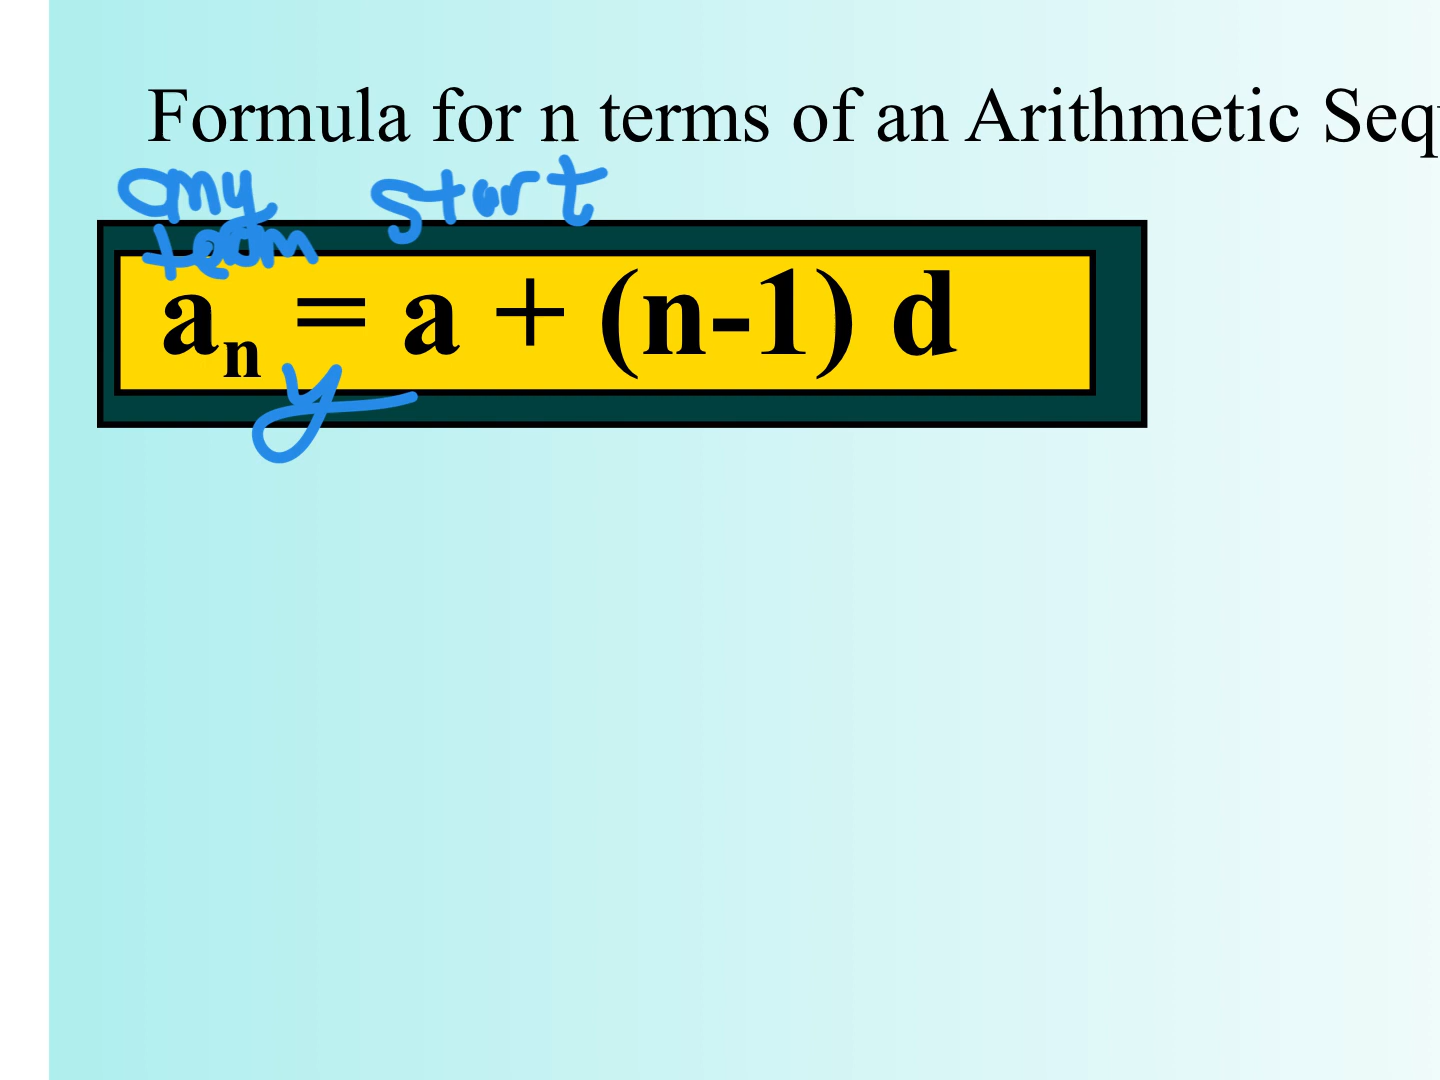 Formula for n terms of an Arithmetic Seq
any start
term
aₙ = a + (n-1) d
y